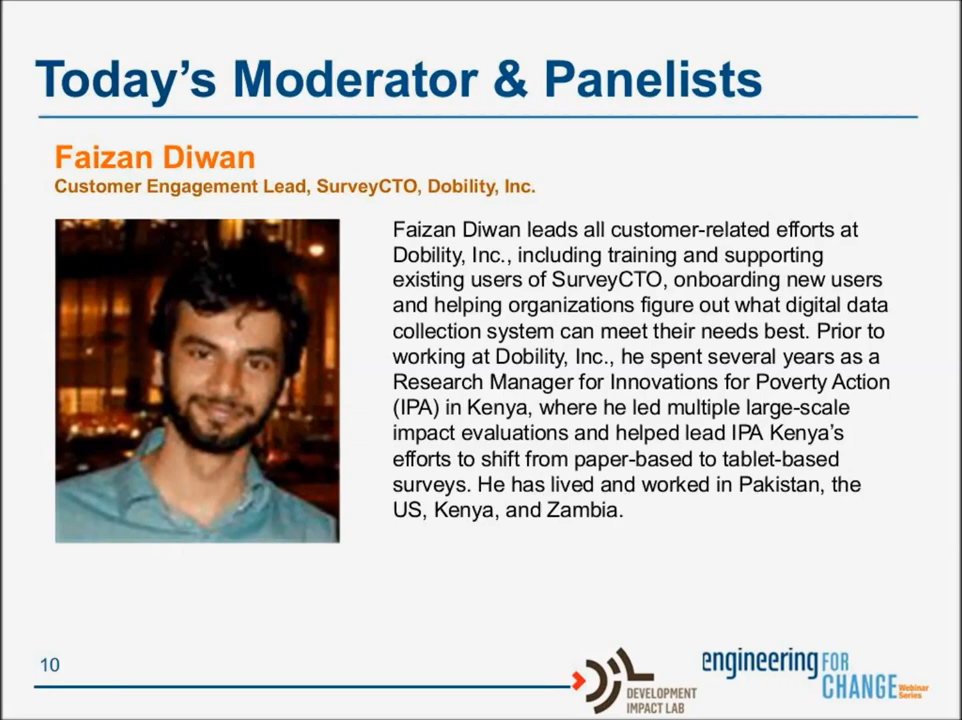 Today’s Moderator & Panelists
Faizan Diwan
Customer Engagement Lead, SurveyCTO, Dobility, Inc.
Faizan Diwan leads all customer-related efforts at
Dobility, Inc., including training and supporting
existing users of SurveyCTO, onboarding new users
and helping organizations figure out what digital data
collection system can meet their needs best. Prior to
working at Dobility, Inc., he spent several years as a
Research Manager for Innovations for Poverty Action
(IPA) in Kenya, where he led multiple large-scale
impact evaluations and helped lead IPA Kenya’s
efforts to shift from paper-based to tablet-based
surveys. He has lived and worked in Pakistan, the
US, Kenya, and Zambia.
10
DIL
DEVELOPMENT
IMPACT LAB
engineering FOR
CHANGE Webinar
Series